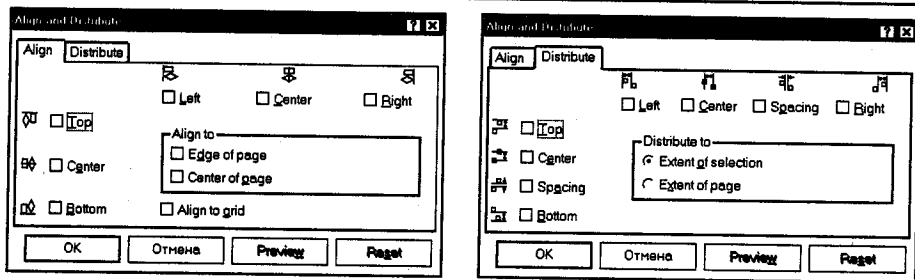 Align and Distribute
Align Distribute
Left Center Right
Top
Align to
Edge of page
Center Center of page
Bottom Align to grid
OK Отмена Preview Reset
Align and Distribute
Align Distribute
Left Center Spacing Right
Top
Distribute to
Center Extent of selection
Spacing Extent of page
Bottom
OK Отмена Preview Reset